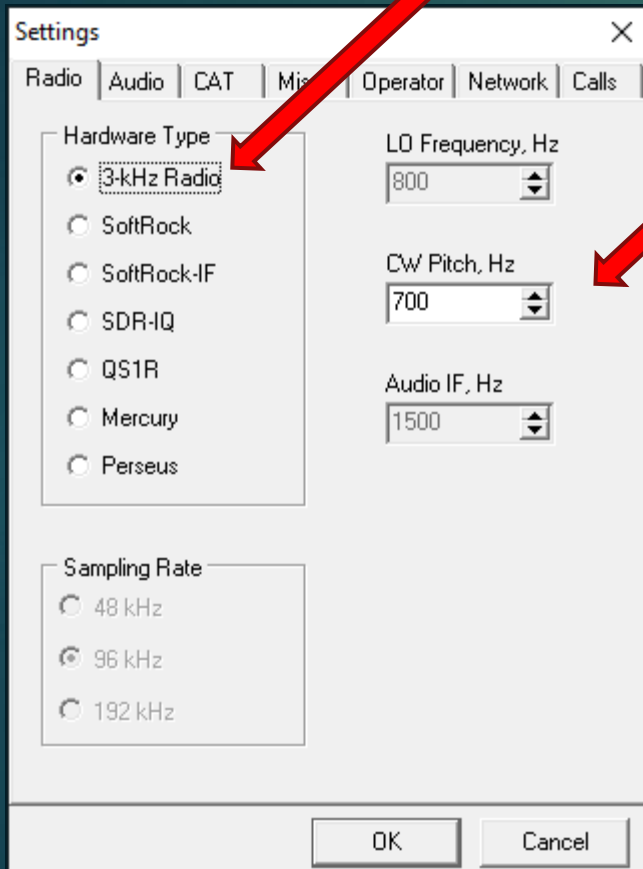 Settings
Radio Audio CAT Operator Network Calls
Hardware Type
3-kHz Radio
SoftRock
SoftRock-IF
SDR-IQ
QS1R
Mercury
Perseus
LO Frequency, Hz
800
CW Pitch, Hz
700
Audio IF, Hz
1500
Sampling Rate
48 kHz
96 kHz
192 kHz
OK Cancel